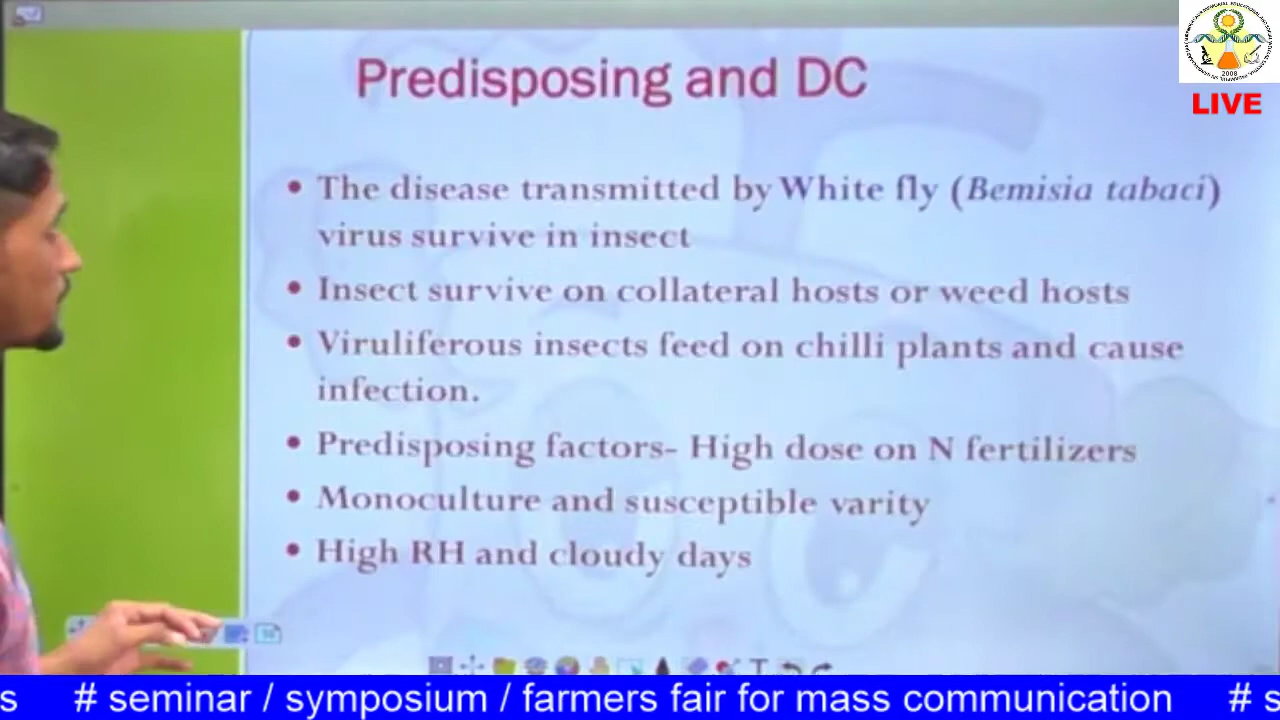 Predisposing and DC
• The disease transmitted by White fly (Bemisia tabaci)
virus survive in insect
• Insect survive on collateral hosts or weed hosts
• Viruliferous insects feed on chilli plants and cause
infection.
• Predisposing factors- High dose on N fertilizers
• Monoculture and susceptible varity
• High RH and cloudy days
2008
LIVE
s # seminar / symposium / farmers fair for mass communication # s